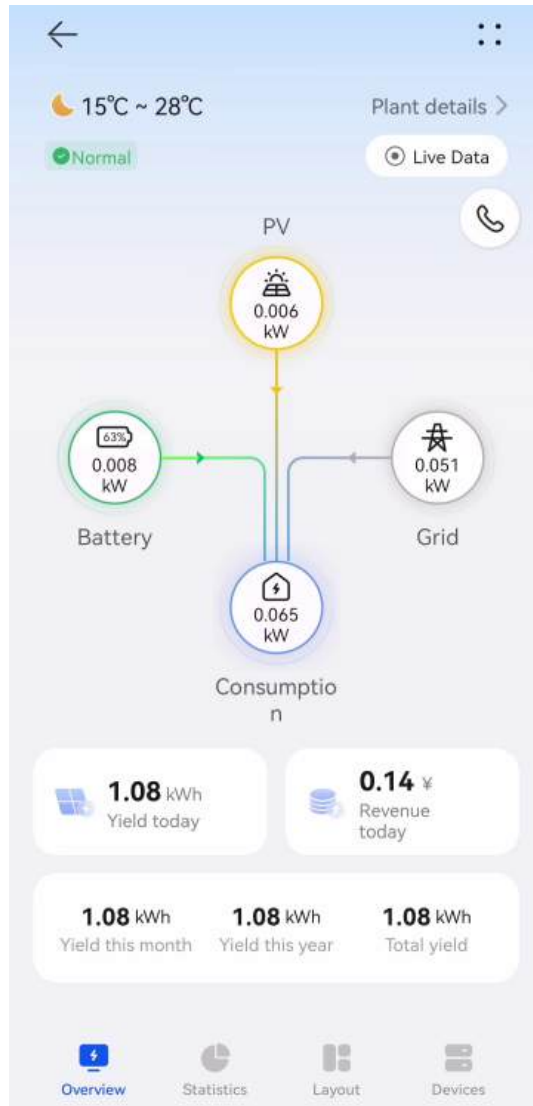 15℃ ~ 28℃
Plant details
Normal
Live Data
PV
0.006
kW
63%
0.008
kW
Battery
0.051
kW
Grid
0.065
kW
Consumptio
n
1.08 kWh
Yield today
0.14 ¥
Revenue
today
1.08 kWh
Yield this month
1.08 kWh
Yield this year
1.08 kWh
Total yield
Overview
Statistics
Layout
Devices